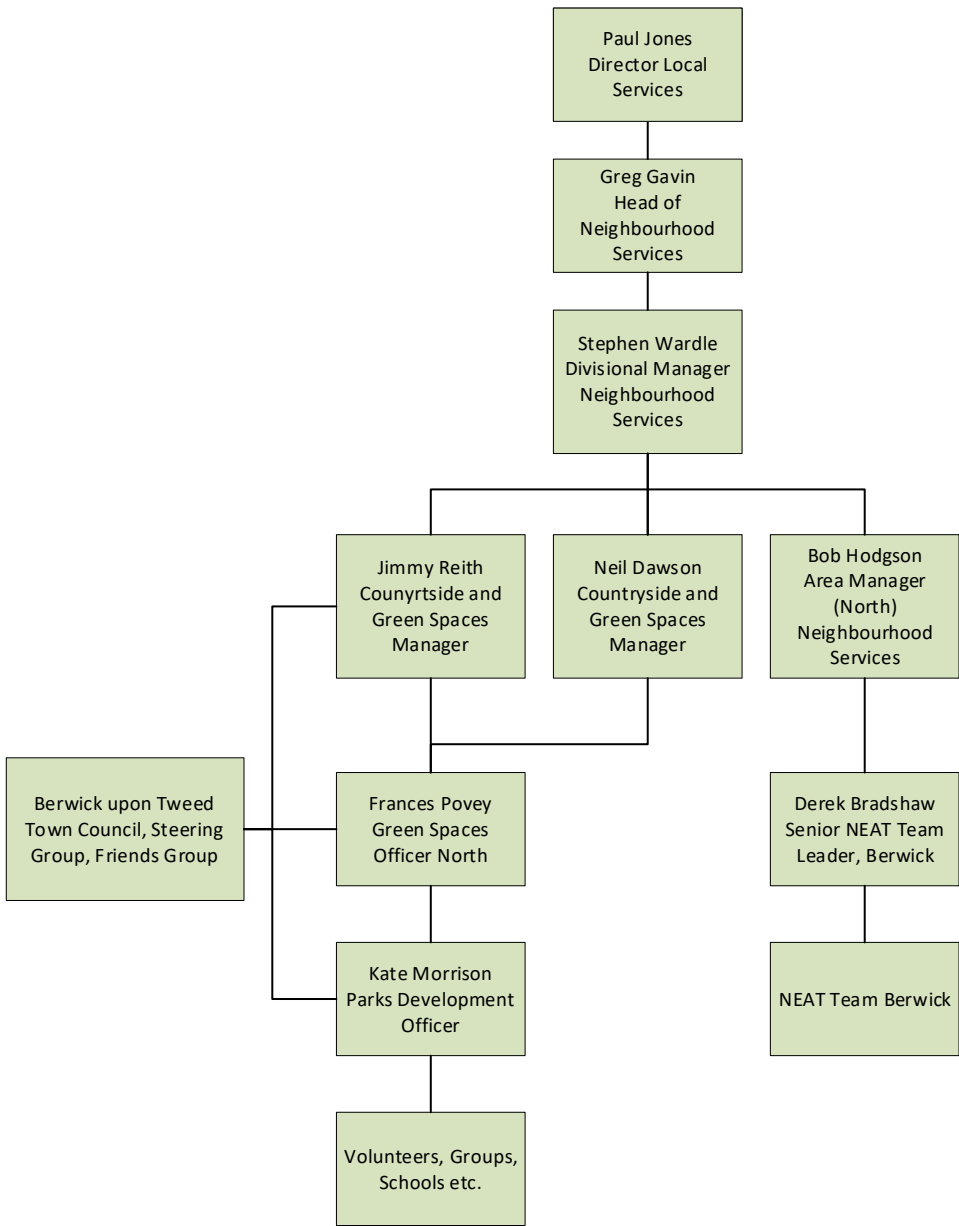 Paul Jones
Director Local
Services
Greg Gavin
Head of
Neighbourhood
Services
Stephen Wardle
Divisional Manager
Neighbourhood
Services
Jimmy Reith
Counyrtside and
Green Spaces
Manager
Neil Dawson
Countryside and
Green Spaces
Manager
Bob Hodgson
Area Manager
(North)
Neighbourhood
Services
Berwick upon Tweed
Town Council, Steering
Group, Friends Group
Frances Povey
Green Spaces
Officer North
Derek Bradshaw
Senior NEAT Team
Leader, Berwick
Kate Morrison
Parks Development
Officer
NEAT Team Berwick
Volunteers, Groups,
Schools etc.